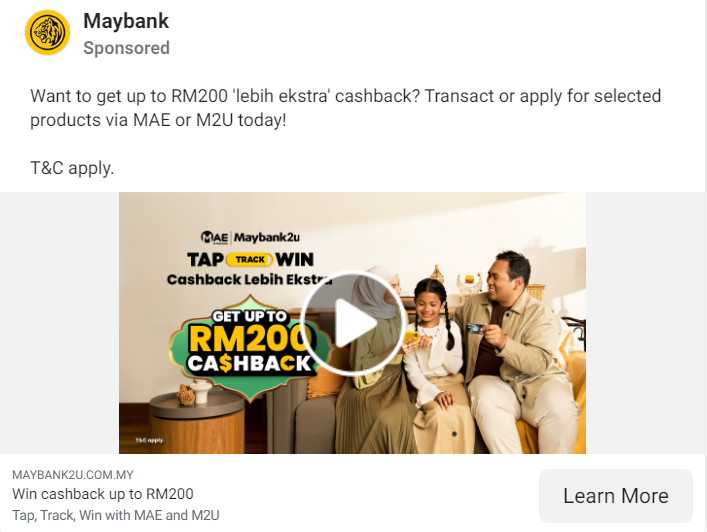 Maybank
Sponsored
Want to get up to RM200 'lebih ekstra' cashback? Transact or apply for selected
products via MAE or M2U today!
T&C apply.
MAE Maybank2u
TAP TRACK WIN
Cashback Lebih Ekstra
GET UP TO
RM200
CA$HBACK
T&C apply.
MAYBANK2U.COM.MY
Win cashback up to RM200
Tap, Track, Win with MAE and M2U
Learn More